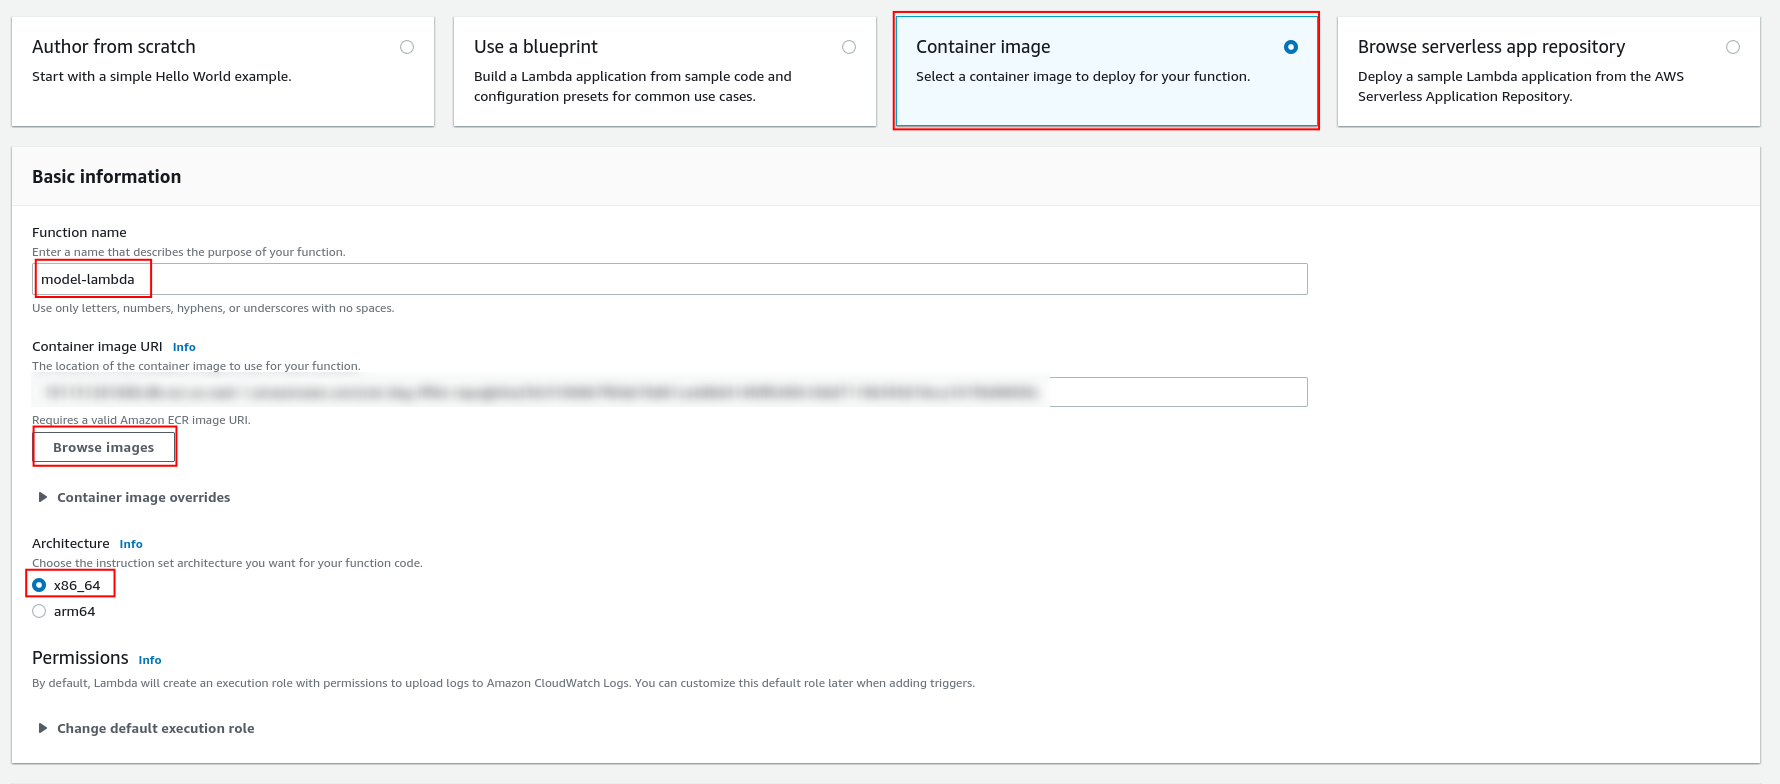 Author from scratch
Start with a simple Hello World example.
Use a blueprint
Build a Lambda application from sample code and
configuration presets for common use cases.
Container image
Select a container image to deploy for your function.
Browse serverless app repository
Deploy a sample Lambda application from the AWS
Serverless Application Repository.
Basic information
Function name
Enter a name that describes the purpose of your function.
model-lambda
Use only letters, numbers, hyphens, or underscores with no spaces.
Container image URI Info
The location of the container image to use for your function.
Requires a valid Amazon ECR image URI.
Browse images
Container image overrides
Architecture Info
Choose the instruction set architecture you want for your function code.
x86_64
arm64
Permissions Info
By default, Lambda will create an execution role with permissions to upload logs to Amazon CloudWatch Logs. You can customize this default role later when adding triggers.
Change default execution role